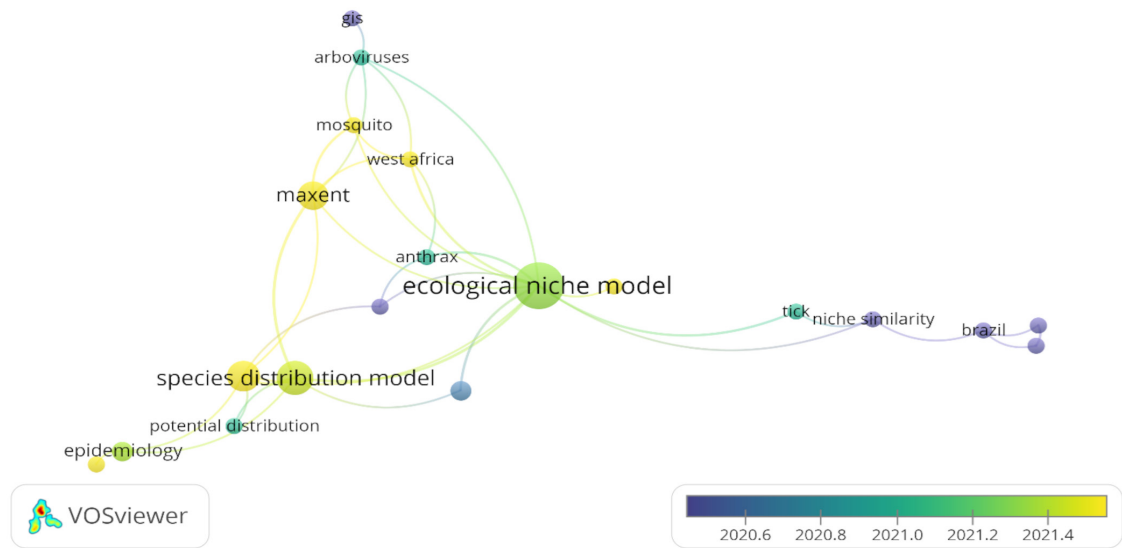 gis
arboviruses
mosquito
west africa
maxent
anthrax
ecological niche model
tick
niche similarity
brazil
species distribution model
potential distribution
epidemiology
VOSviewer
2020.6 2020.8 2021.0 2021.2 2021.4